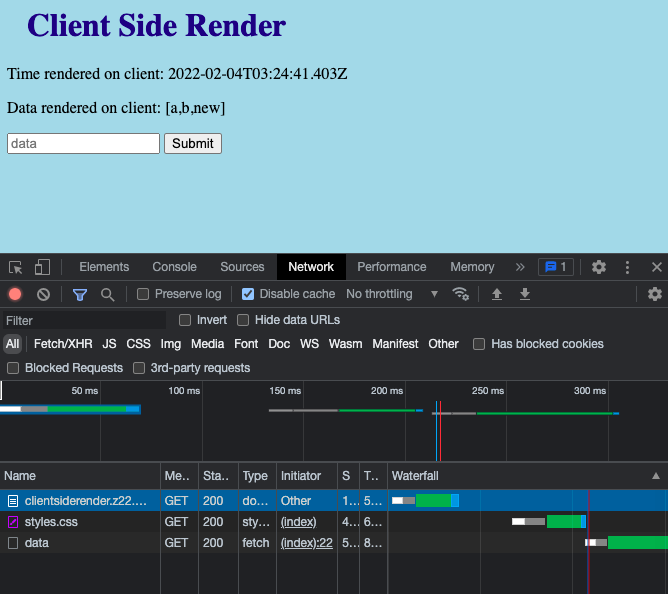 Client Side Render
Time rendered on client: 2022-02-04T03:24:41.403Z
Data rendered on client: [a,b,new]
data Submit
Elements Console Sources Network Performance Memory » 1
Preserve log Disable cache No throttling
Filter Invert Hide data URLs
All Fetch/XHR JS CSS Img Media Font Doc WS Wasm Manifest Other Has blocked cookies
Blocked Requests 3rd-party requests
50 ms 100 ms 150 ms 200 ms 250 ms 300 ms
Name Me... Sta... Type Initiator S T... Waterfall
clientsiderender.z22.... GET 200 do... Other 1... 5...
styles.css GET 200 sty... (index) 4... 6...
data GET 200 fetch (index):22 5... 8...